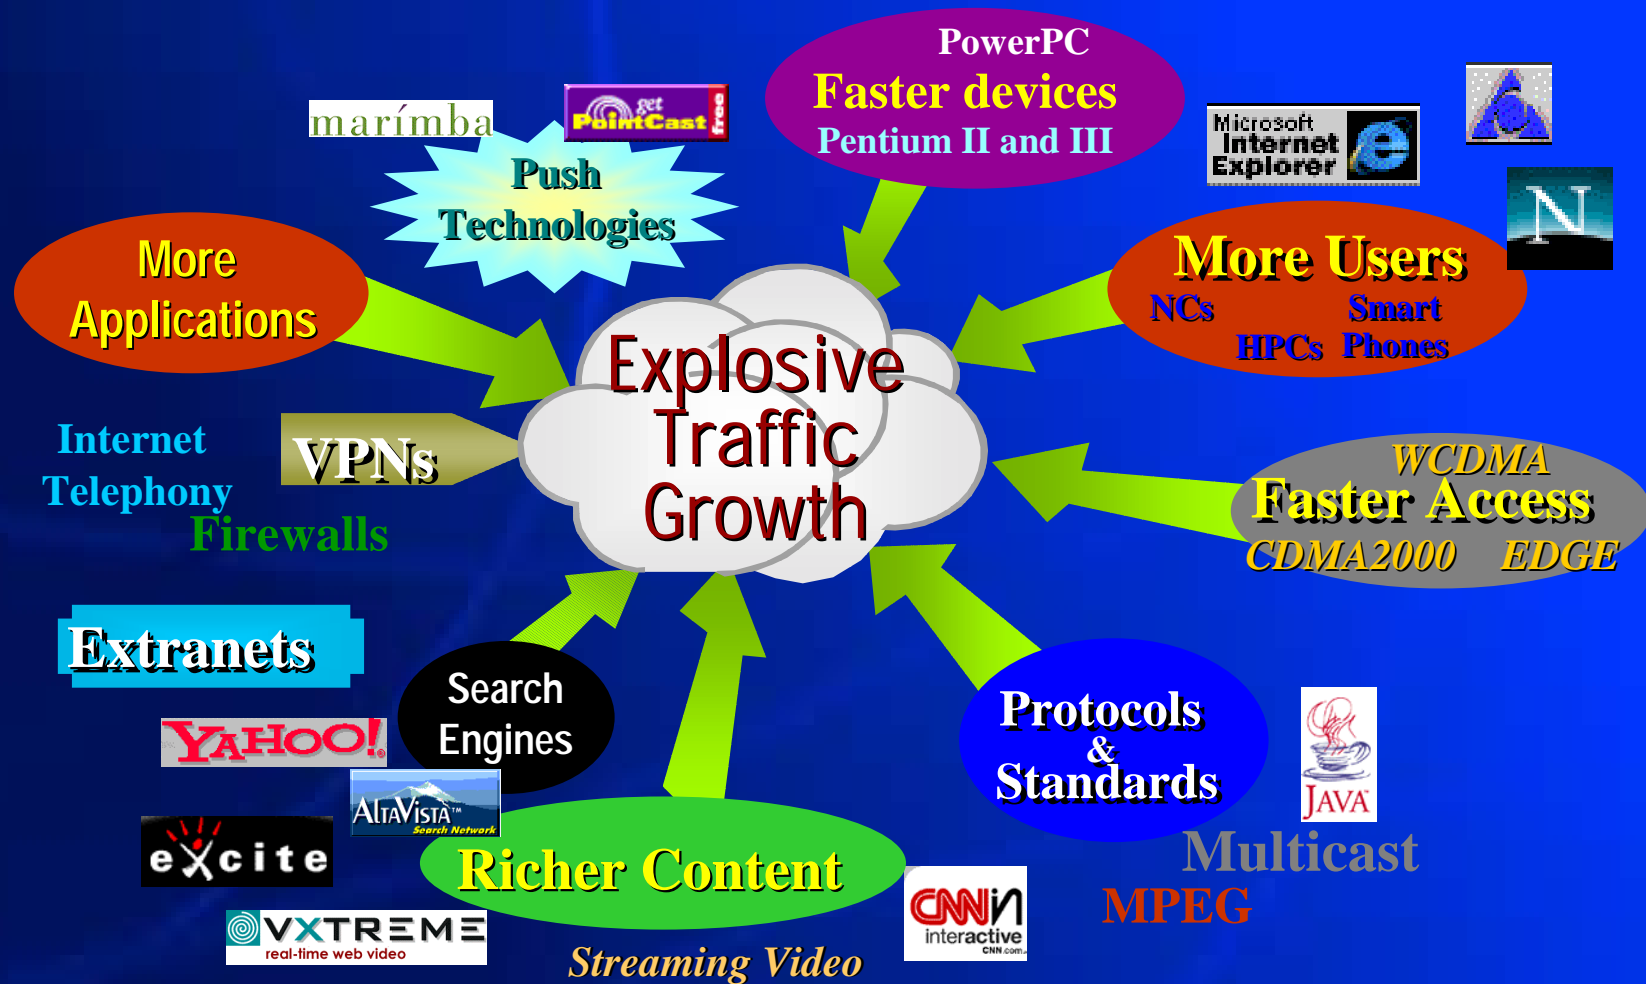 PowerPC
Faster devices
Pentium II and III
marímba
get
PointCast
free
Push
Technologies
Microsoft
Internet
Explorer
N
More
Applications
More Users
NCs
Smart
HPCs
Phones
Explosive
Traffic
Growth
Internet
Telephony
VPNs
Firewalls
WCDMA
Faster Access
CDMA2000
EDGE
Extranets
Search
Engines
YAHOO!
ALTAVISTA™
Search Network
excite
Richer Content
VXTREME
real-time web video
Streaming Video
CNNiN
interactive
CNN.com
Protocols
&
Standards
JAVA
Multicast
MPEG